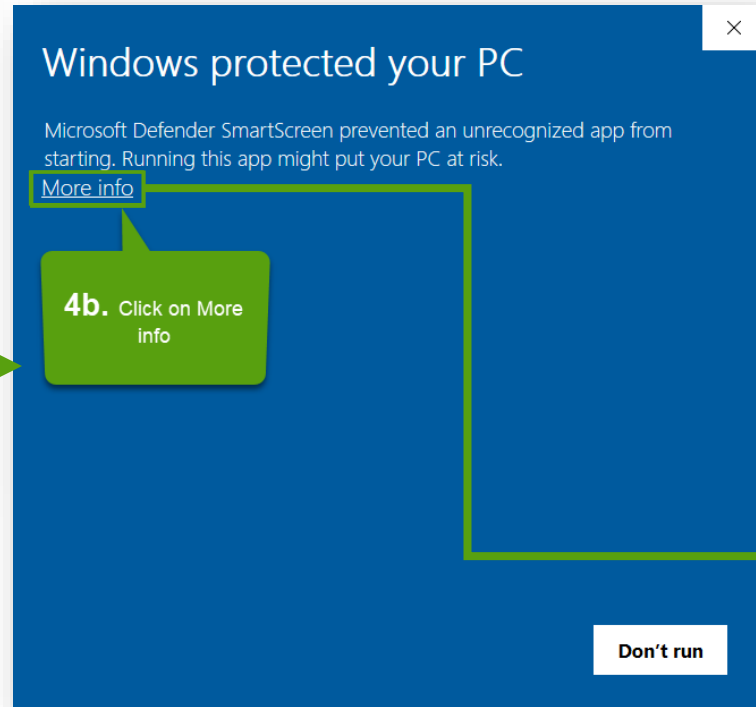 Windows protected your PC
Microsoft Defender SmartScreen prevented an unrecognized app from
starting. Running this app might put your PC at risk.
More info
4b. Click on More
info
Don’t run